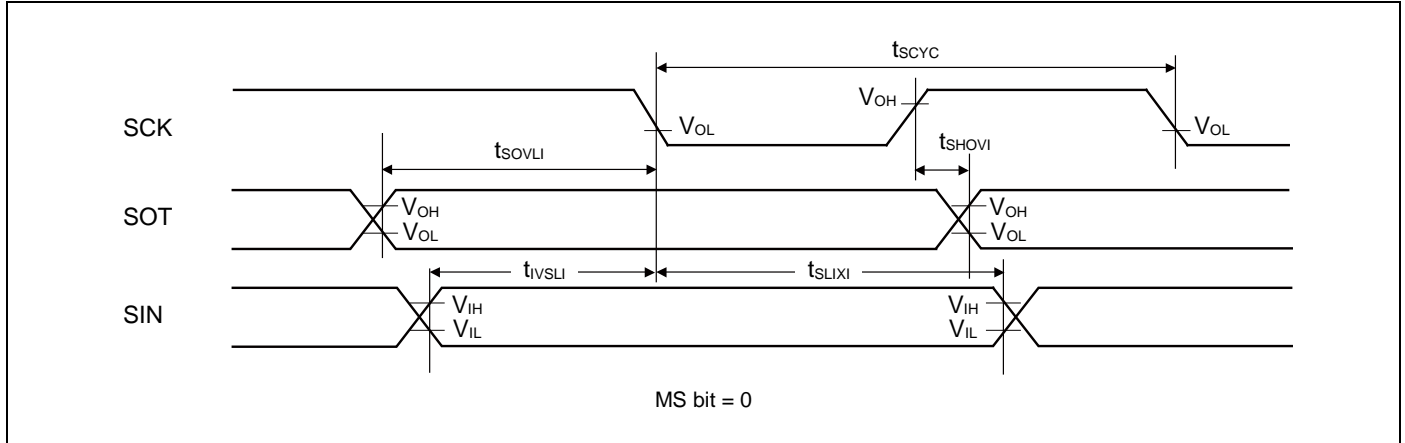 tSCYC
SCK
VOH
VOL
VOL
tSHOVI
tSOVLI
SOT
VOH
VOL
VOH
VOL
tIVSLI
tSLIXI
SIN
VIH
VIL
VIH
VIL
MS bit = 0